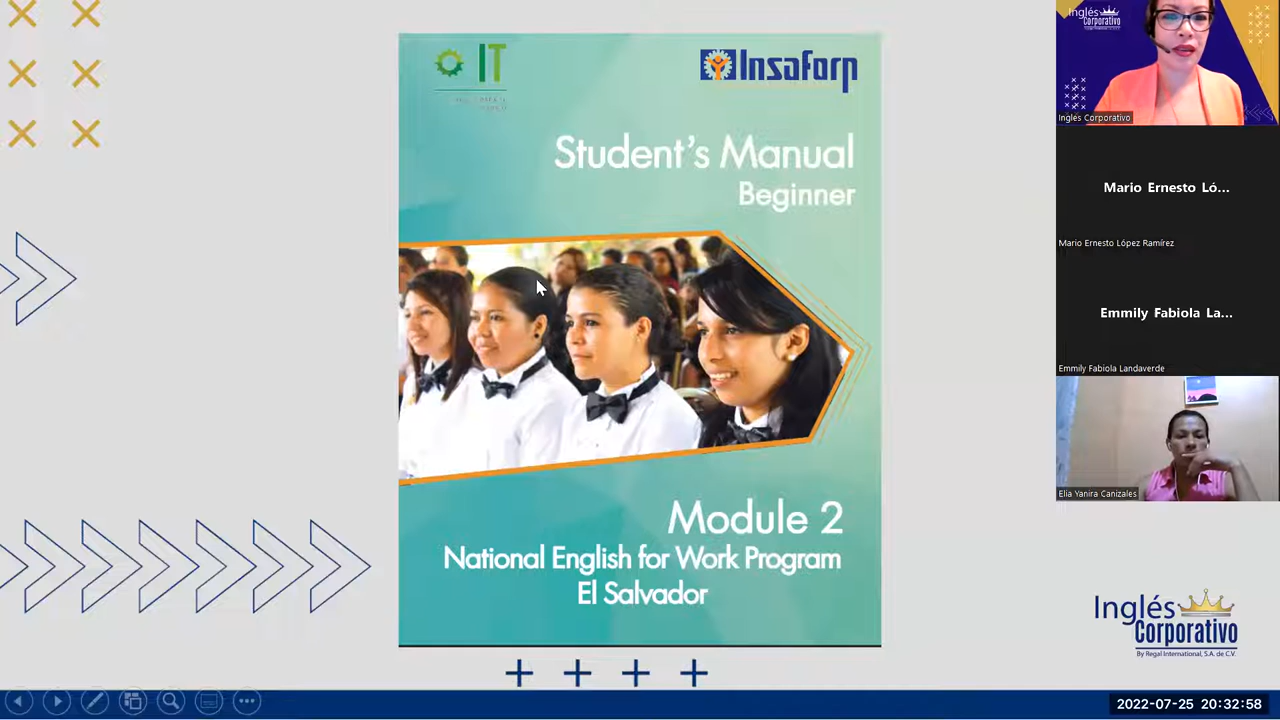 IT
Insaforp
Student's Manual
Beginner
Module 2
National English for Work Program
El Salvador
Inglés
Corporativo
Inglés Corporativo
Mario Ernesto Ló...
Mario Ernesto López Ramírez
Emmily Fabiola La...
Emmily Fabiola Landaverde
Elia Yanira Canizales
Inglés
Corporativo
By Regal International, S.A. de C.V.
2022-07-25 20:32:58